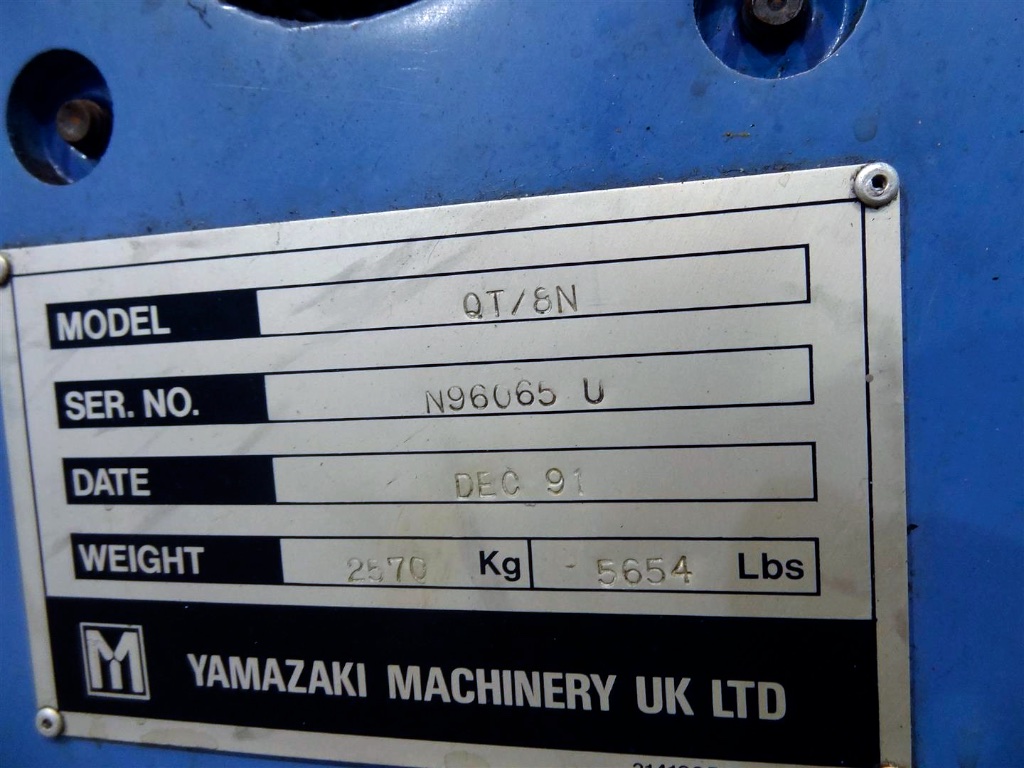 MODEL QT/8N
SER. NO. N96065 U
DATE DEC 91
WEIGHT 2570 Kg - 5654 Lbs
M YAMAZAKI MACHINERY UK LTD